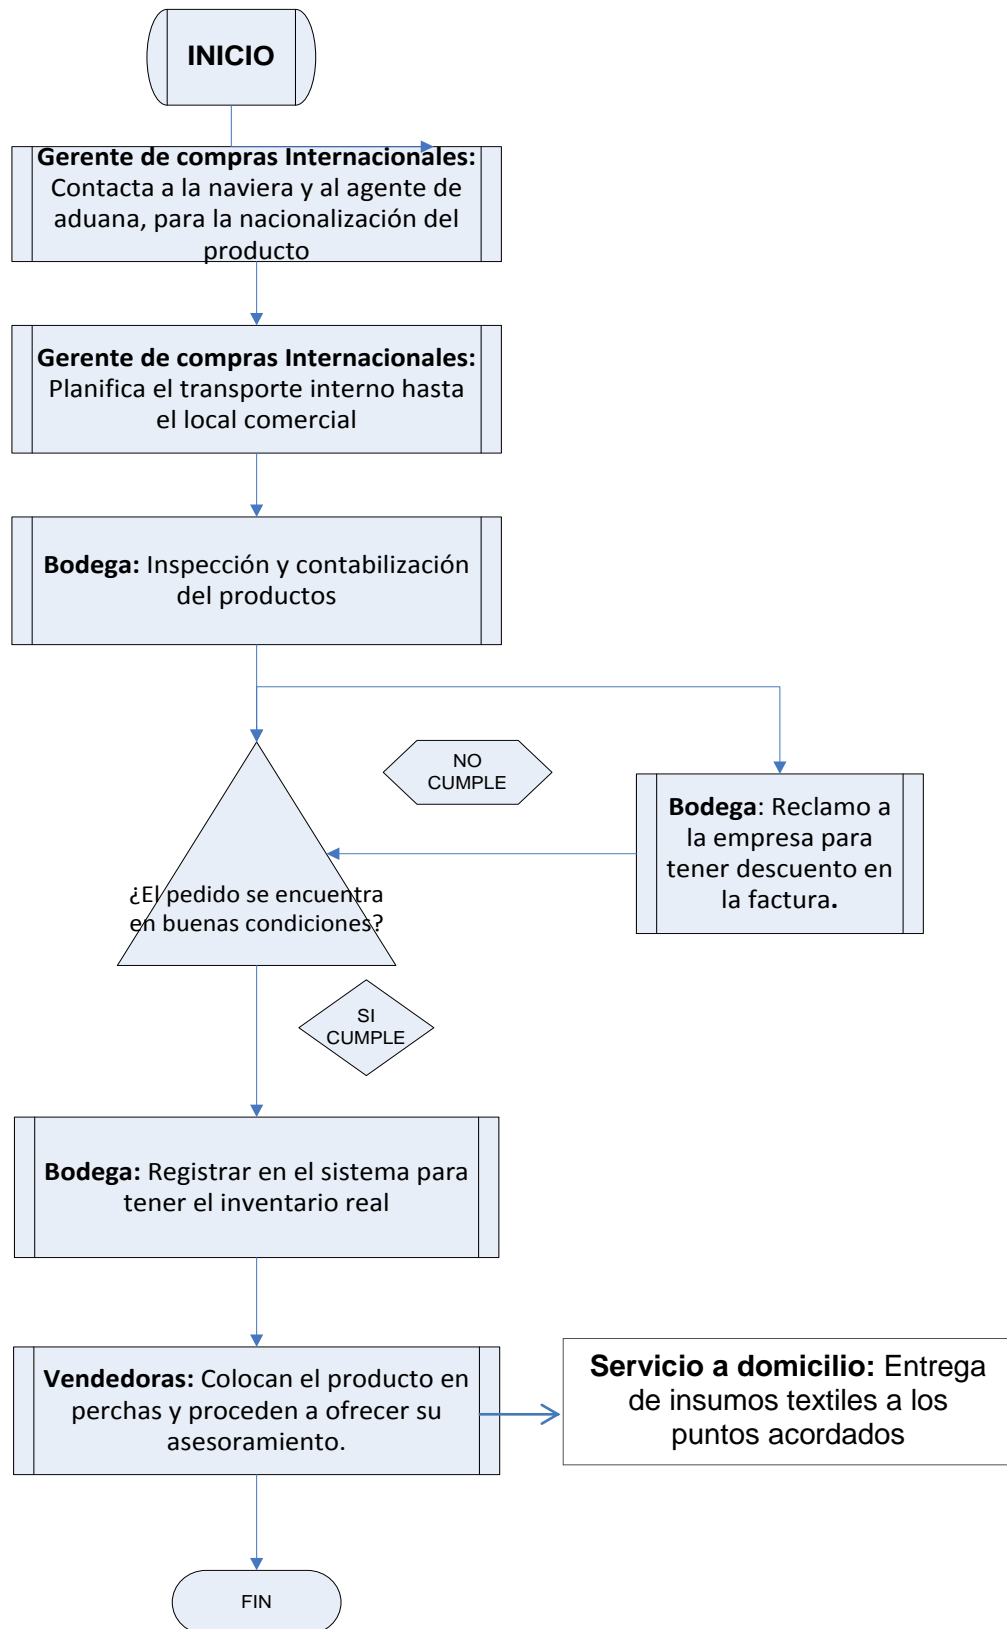 INICIO
Gerente de compras Internacionales:
Contacta a la naviera y al agente de
aduana, para la nacionalización del
producto
Gerente de compras Internacionales:
Planifica el transporte interno hasta
el local comercial
Bodega: Inspección y contabilización
del productos
NO
CUMPLE
Bodega: Reclamo a
la empresa para
tener descuento en
la factura.
¿El pedido se encuentra
en buenas condiciones?
SI
CUMPLE
Bodega: Registrar en el sistema para
tener el inventario real
Vendedoras: Colocan el producto en
perchas y proceden a ofrecer su
asesoramiento.
Servicio a domicilio: Entrega
de insumos textiles a los
puntos acordados
FIN